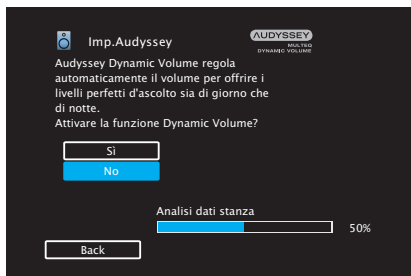 Imp.Audyssey
AUDYSSEY
MULTEQ
DYNAMIC VOLUME
Audyssey Dynamic Volume regola
automaticamente il volume per offrire i
livelli perfetti d'ascolto sia di giorno che
di notte.
Attivare la funzione Dynamic Volume?
Sì
No
Analisi dati stanza
50%
Back